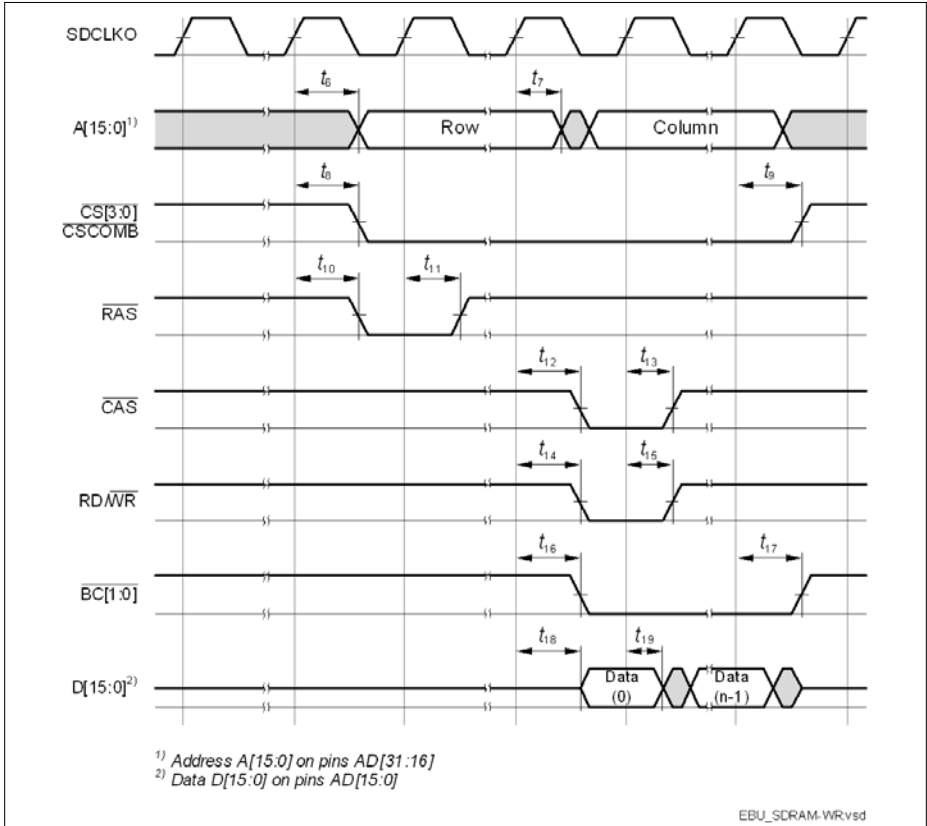 SDCLKO
t6
t7
A[15:0]1)
Row
Column
t8
t9
CS[3:0]
CSCOMB
t10
t11
RAS
t12
t13
CAS
t14
t15
RD/WR
t16
t17
BC[1:0]
t18
t19
D[15:0]2)
Data
(0)
Data
(n-1)
1) Address A[15:0] on pins AD[31:16]
2) Data D[15:0] on pins AD[15:0]
EBU_SDRAM-WR.vsd